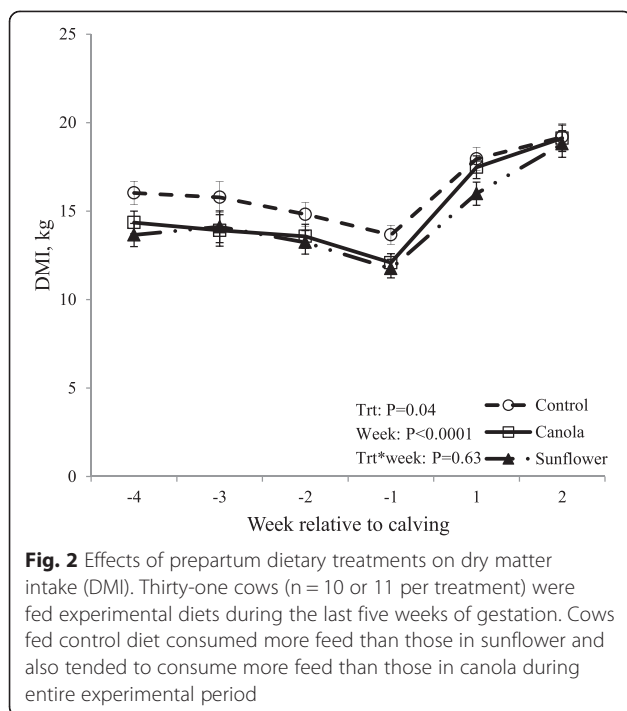 25
20
15
10
5
0
DMI, kg
Trt: P=0.04
Week: P<0.0001
Trt*week: P=0.63
Control
Canola
Sunflower
-4 -3 -2 -1 1 2
Week relative to calving
Fig. 2 Effects of prepartum dietary treatments on dry matter
intake (DMI). Thirty-one cows (n = 10 or 11 per treatment) were
fed experimental diets during the last five weeks of gestation. Cows
fed control diet consumed more feed than those in sunflower and
also tended to consume more feed than those in canola during
entire experimental period